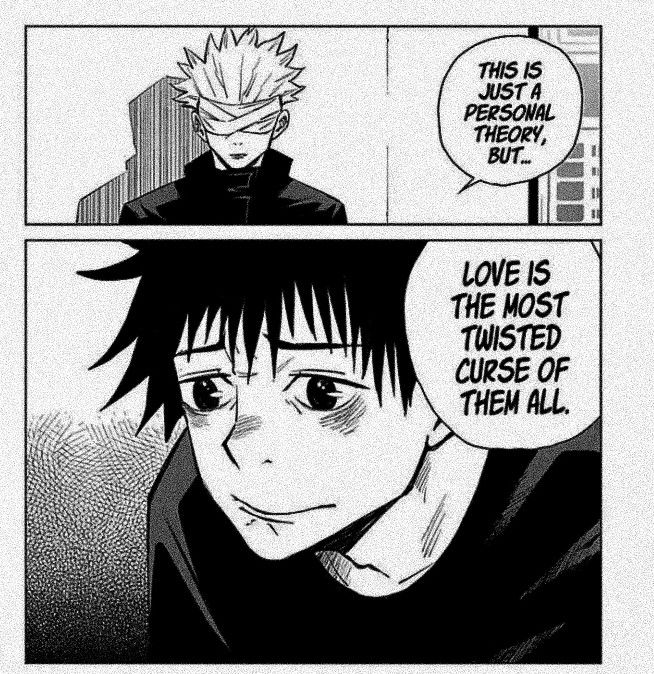 THIS IS
JUST A
PERSONAL
THEORY,
BUT...
LOVE IS
THE MOST
TWISTED
CURSE OF
THEM ALL.